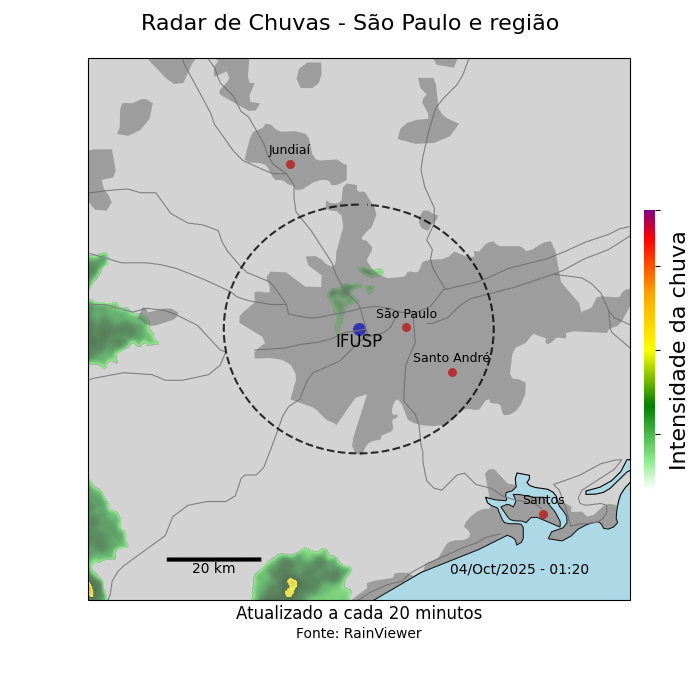 Radar de Chuvas - São Paulo e região
Jundiaí
São Paulo
IFUSP
Santo André
Santos
20 km
04/Oct/2025 - 01:20
Intensidade da chuva
Atualizado a cada 20 minutos
Fonte: RainViewer